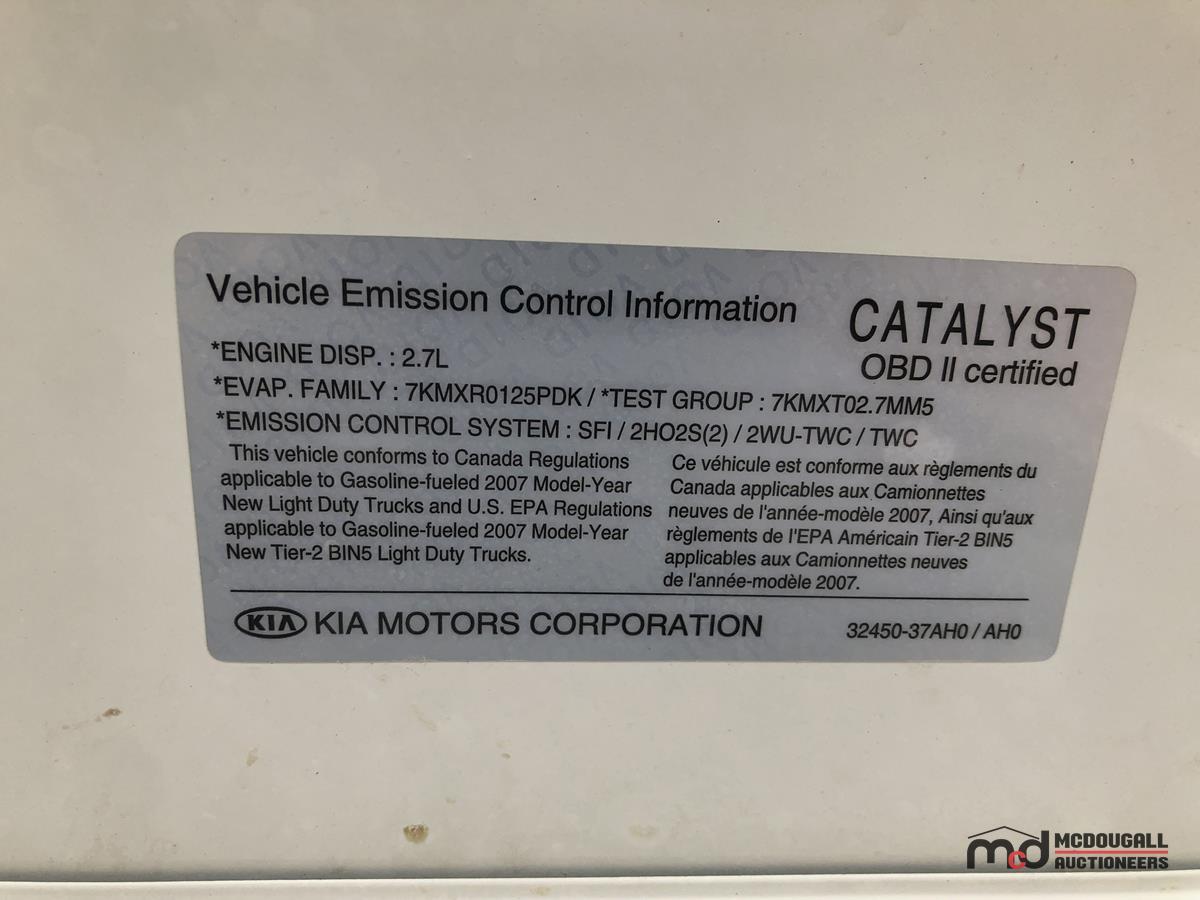 Vehicle Emission Control Information
CATALYST
OBD II certified
*ENGINE DISP. : 2.7L
*EVAP. FAMILY : 7KMXR0125PDK / *TEST GROUP : 7KMXT02.7MM5
*EMISSION CONTROL SYSTEM : SFI / 2HO2S(2) / 2WU-TWC / TWC
This vehicle conforms to Canada Regulations
applicable to Gasoline-fueled 2007 Model-Year
New Light Duty Trucks and U.S. EPA Regulations
applicable to Gasoline-fueled 2007 Model-Year
New Tier-2 BIN5 Light Duty Trucks.
Ce véhicule est conforme aux règlements du
Canada applicables aux Camionnettes
neuves de l'année-modèle 2007, Ainsi qu'aux
règlements de l'EPA Américain Tier-2 BIN5
applicables aux Camionnettes neuves
de l'année-modèle 2007.
KIA KIA MOTORS CORPORATION
32450-37AH0 / AH0
mcd MCDOUGALL
AUCTIONEERS